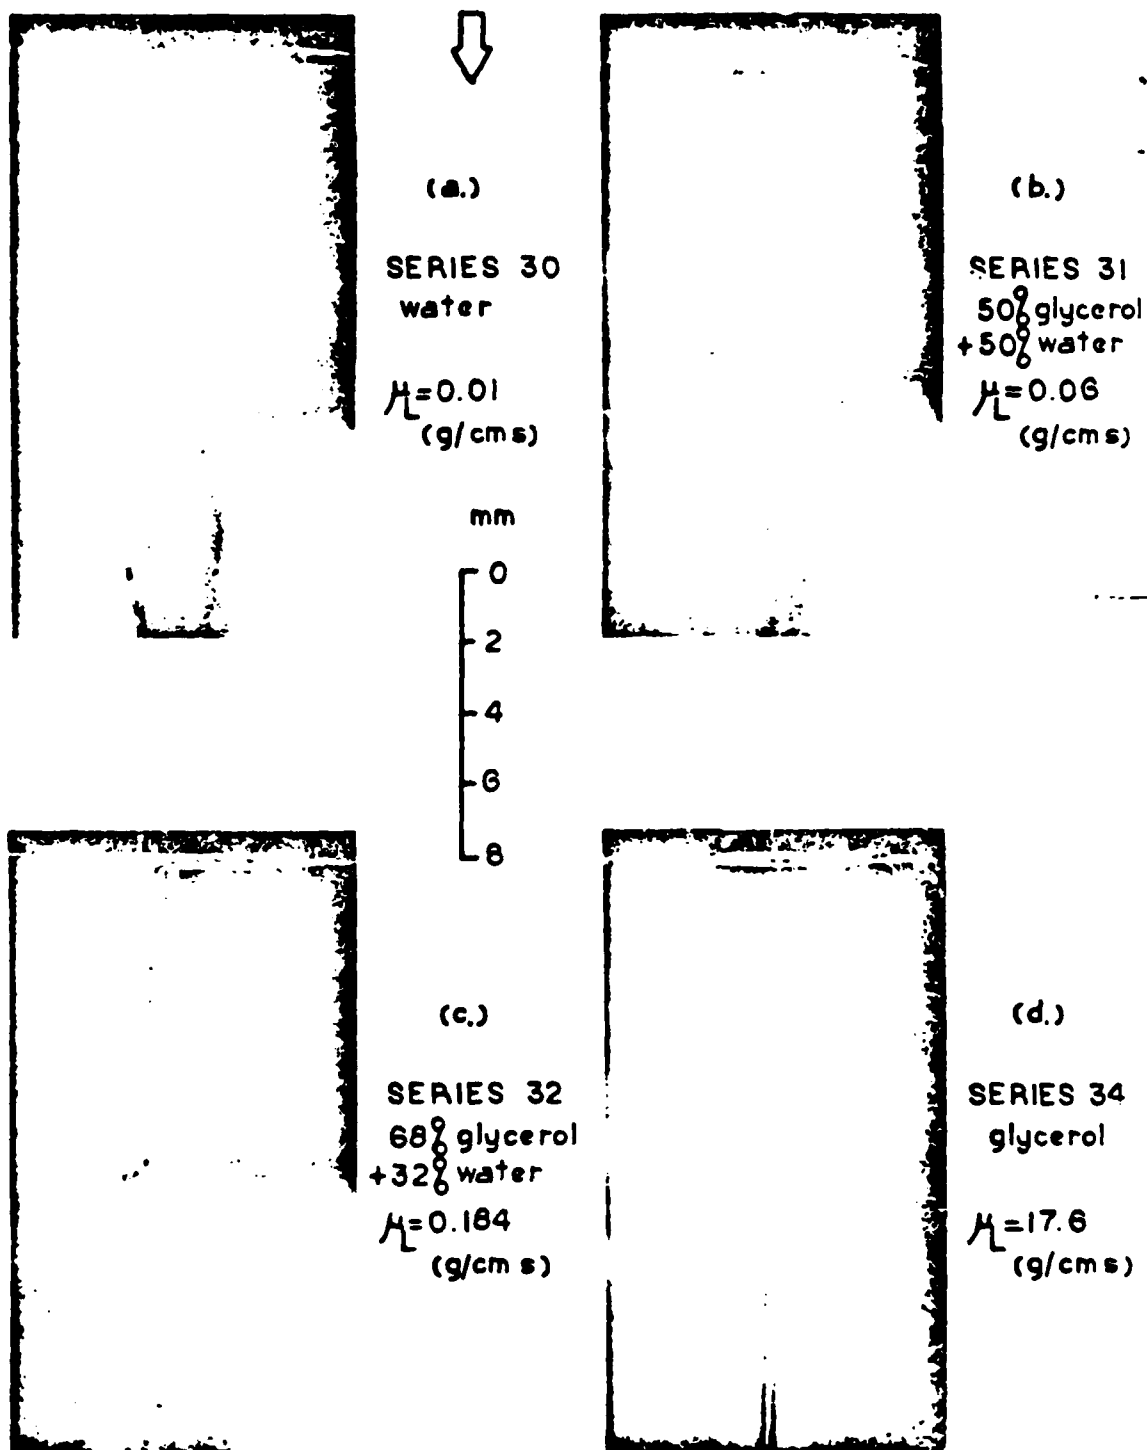 (a.)
SERIES 30
water
μL=0.01
(g/cm s)
(b.)
SERIES 31
50% glycerol
+50% water
μL=0.06
(g/cm s)
mm
0
2
4
6
8
(c.)
SERIES 32
68% glycerol
+32% water
μL=0.184
(g/cm s)
(d.)
SERIES 34
glycerol
μL=17.6
(g/cm s)